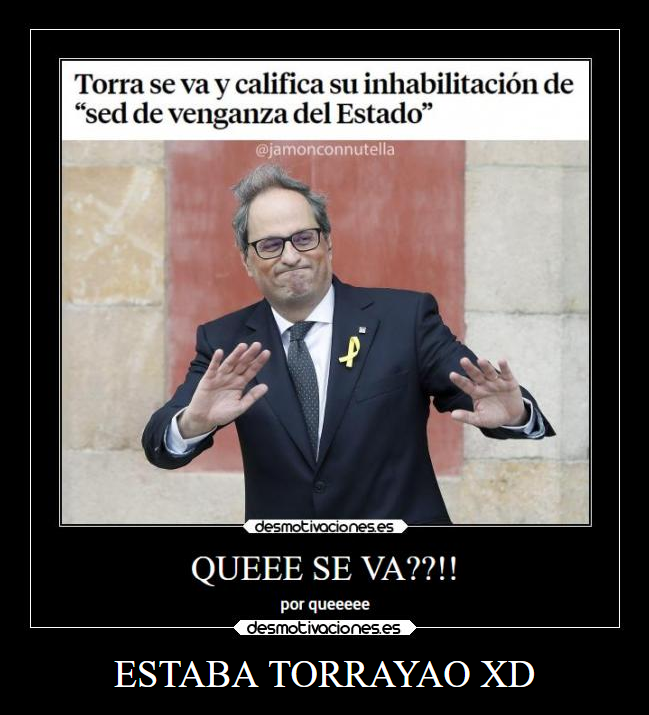 Torra se va y califica su inhabilitación de
“sed de venganza del Estado”
@jamonconnutella
desmotivaciones.es
QUEEE SE VA??!!
por queeeee
desmotivaciones.es
ESTABA TORRAYAO XD